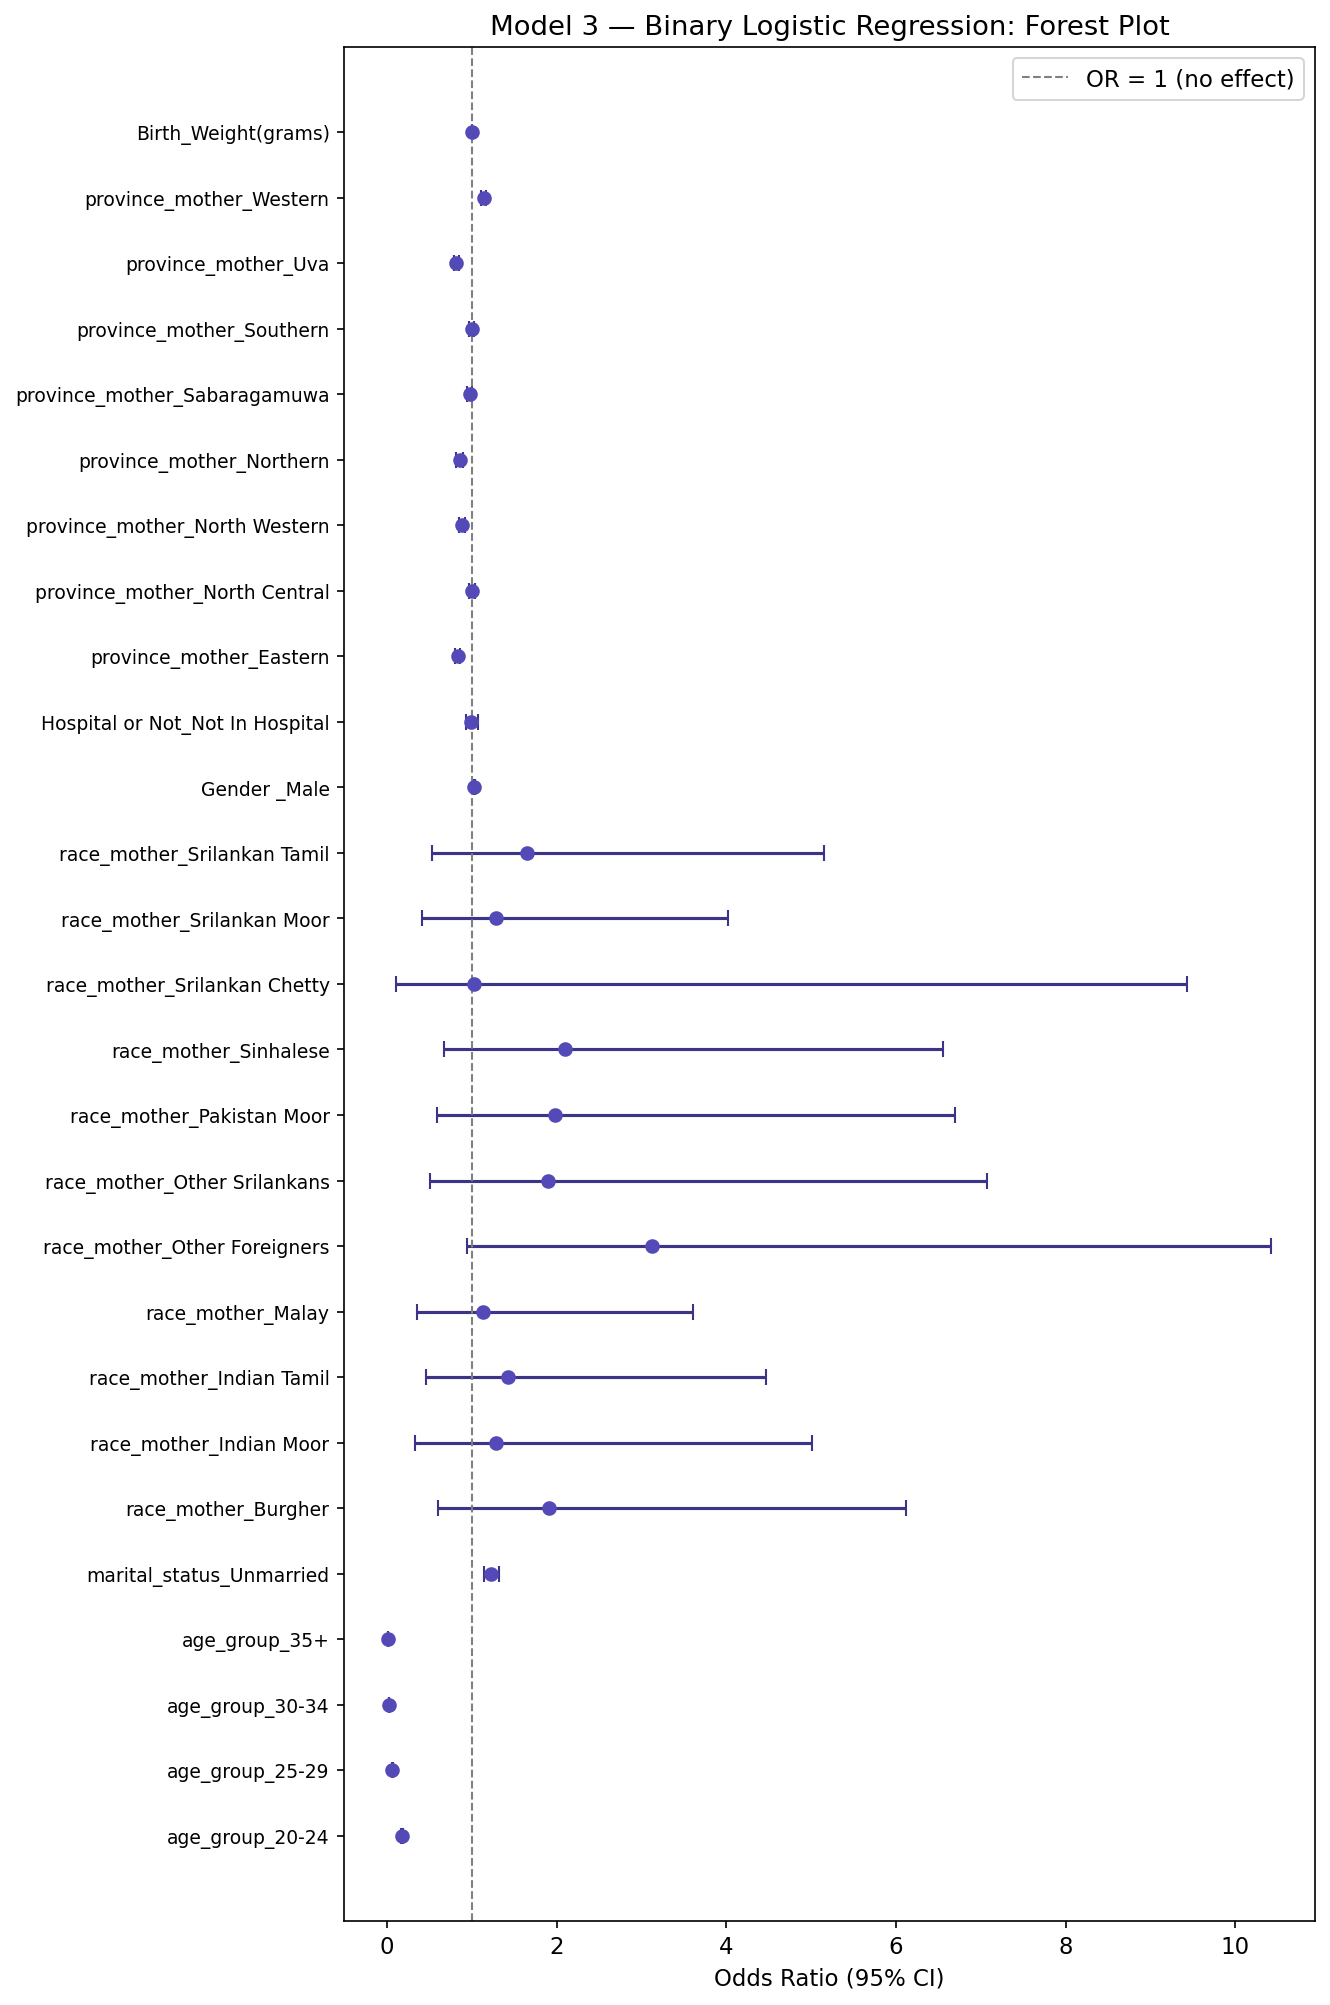 Model 3 — Binary Logistic Regression: Forest Plot
OR = 1 (no effect)
Birth_Weight(grams)
province_mother_Western
province_mother_Uva
province_mother_Southern
province_mother_Sabaragamuwa
province_mother_Northern
province_mother_North Western
province_mother_North Central
province_mother_Eastern
Hospital or Not_Not In Hospital
Gender _Male
race_mother_Srilankan Tamil
race_mother_Srilankan Moor
race_mother_Srilankan Chetty
race_mother_Sinhalese
race_mother_Pakistan Moor
race_mother_Other Srilankans
race_mother_Other Foreigners
race_mother_Malay
race_mother_Indian Tamil
race_mother_Indian Moor
race_mother_Burgher
marital_status_Unmarried
age_group_35+
age_group_30-34
age_group_25-29
age_group_20-24
0 2 4 6 8 10
Odds Ratio (95% CI)